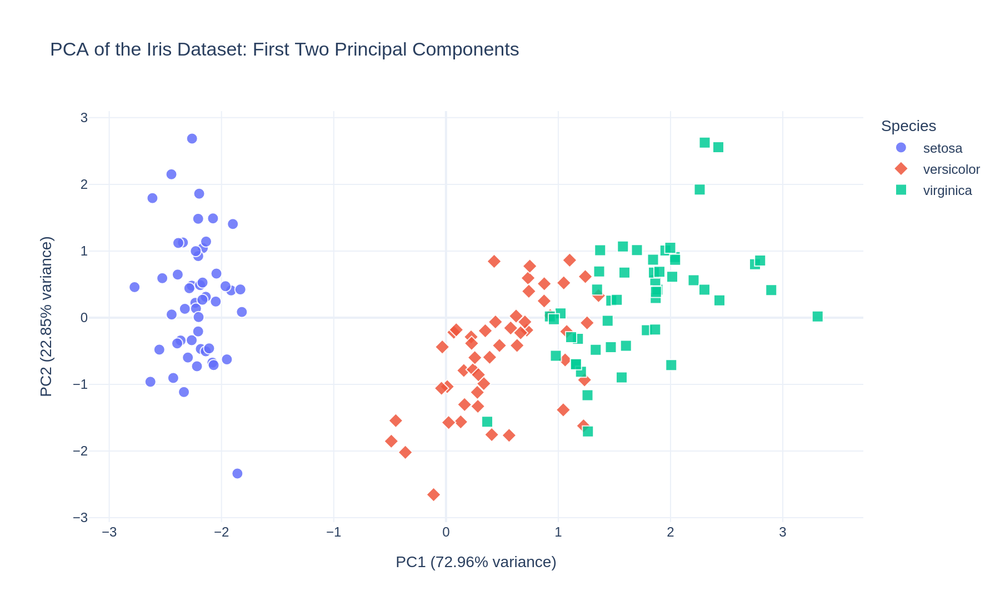 PCA of the Iris Dataset: First Two Principal Components
Species
setosa
versicolor
virginica
PC2 (22.85% variance)
3
2
1
0
−1
−2
−3
−3
−2
−1
0
1
2
3
PC1 (72.96% variance)